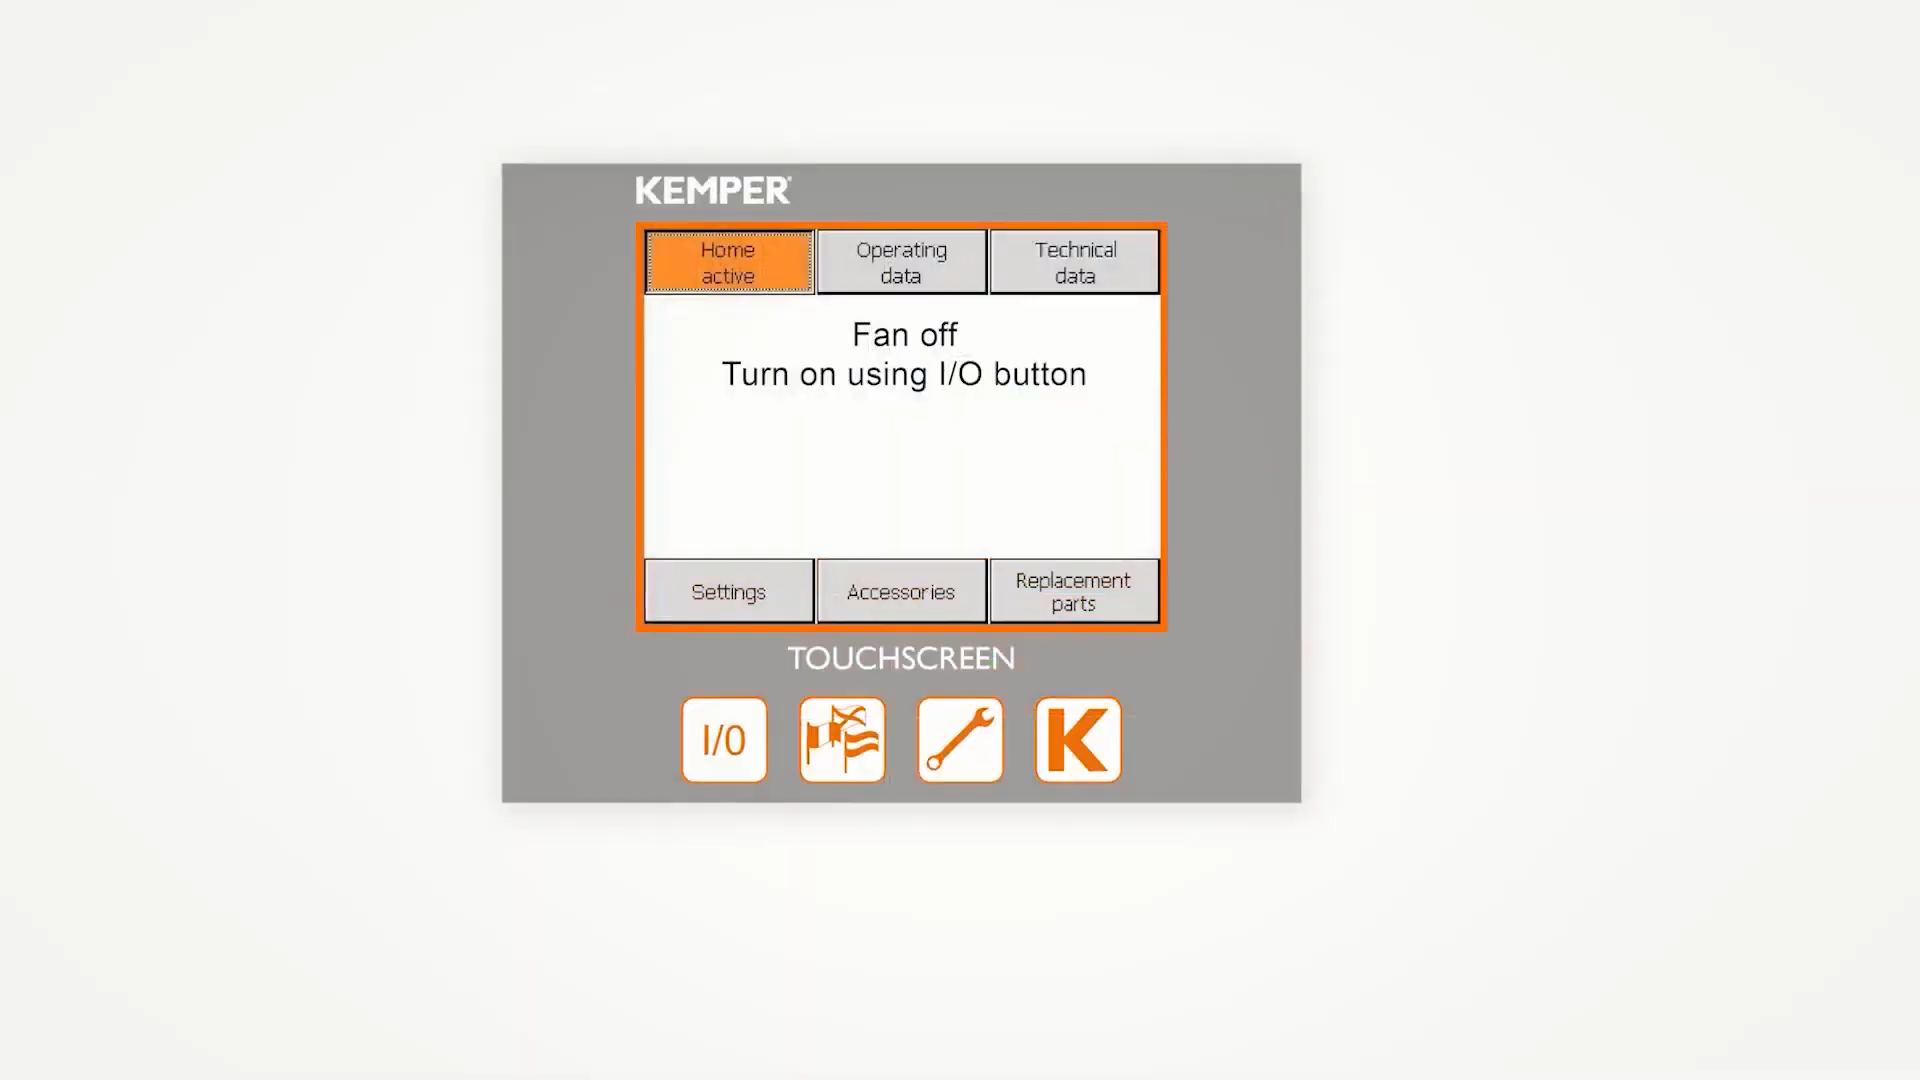 KEMPER
Home
active
Operating
data
Technical
data
Fan off
Turn on using I/O button
Settings
Accessories
Replacement
parts
TOUCHSCREEN
I/0
K